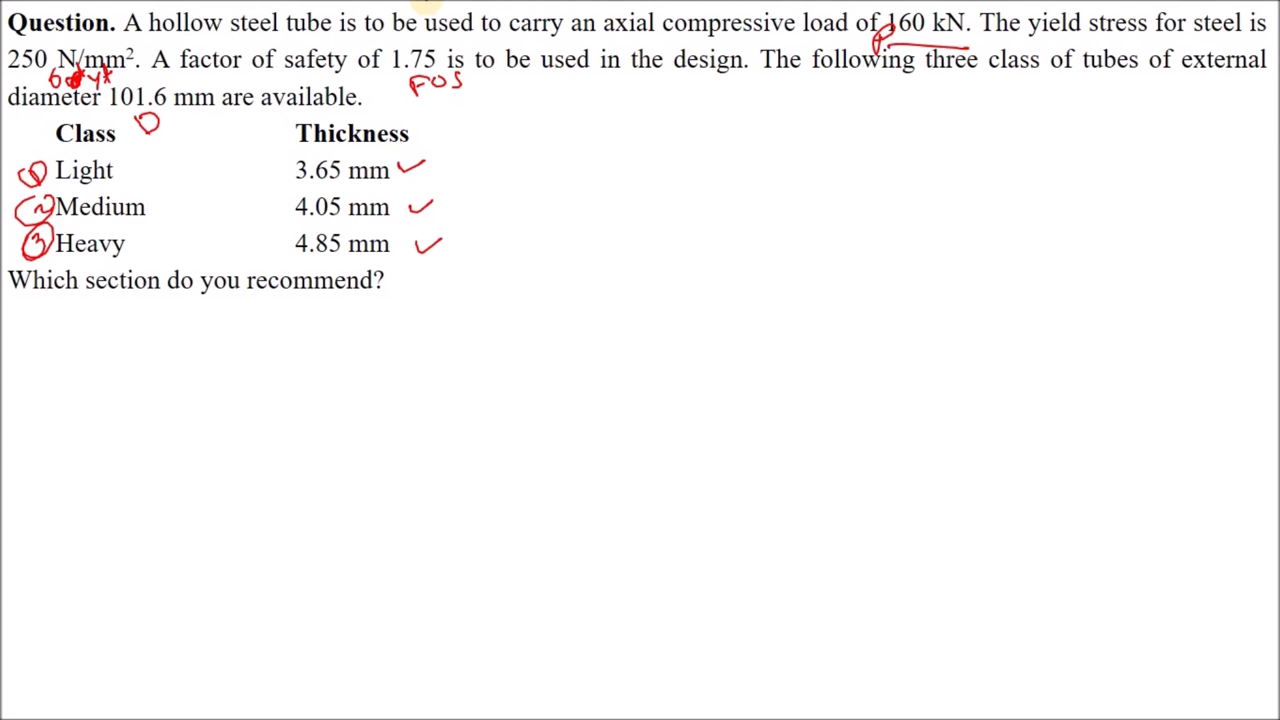 Question. A hollow steel tube is to be used to carry an axial compressive load of 160 kN. The yield stress for steel is
P
250 N/mm². A factor of safety of 1.75 is to be used in the design. The following three class of tubes of external
FOS
diameter 101.6 mm are available.
D
Class Thickness
① Light 3.65 mm ✓
② Medium 4.05 mm ✓
③ Heavy 4.85 mm ✓
Which section do you recommend?